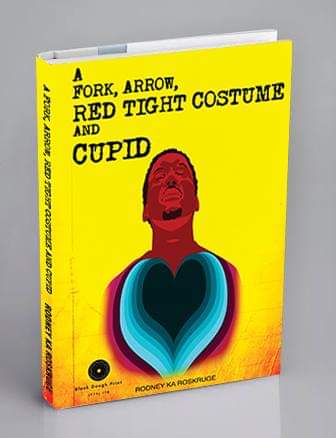 A
FORK, ARROW,
RED TIGHT COSTUME
AND
CUPID
RODNEY KA ROSKRUGE
Black Dough Print
A FORK, ARROW, RED TIGHT COSTUME AND CUPID
RODNEY KA ROSKRUGE